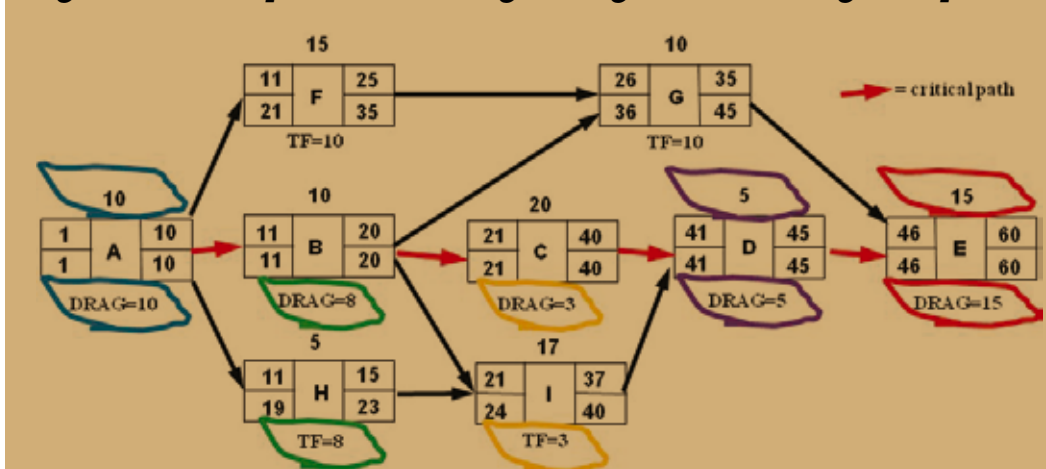 15
11 25
F
21 35
TF=10
10
26 35
G
36 45
TF=10
= critical path
10
1 10
A
1 10
DRAG=10
10
11 20
B
11 20
DRAG=8
20
21 40
C
21 40
DRAG=3
5
41 45
D
41 45
DRAG=5
15
46 60
E
46 60
DRAG=15
5
11 15
H
19 23
TF=8
17
21 37
I
24 40
TF=3